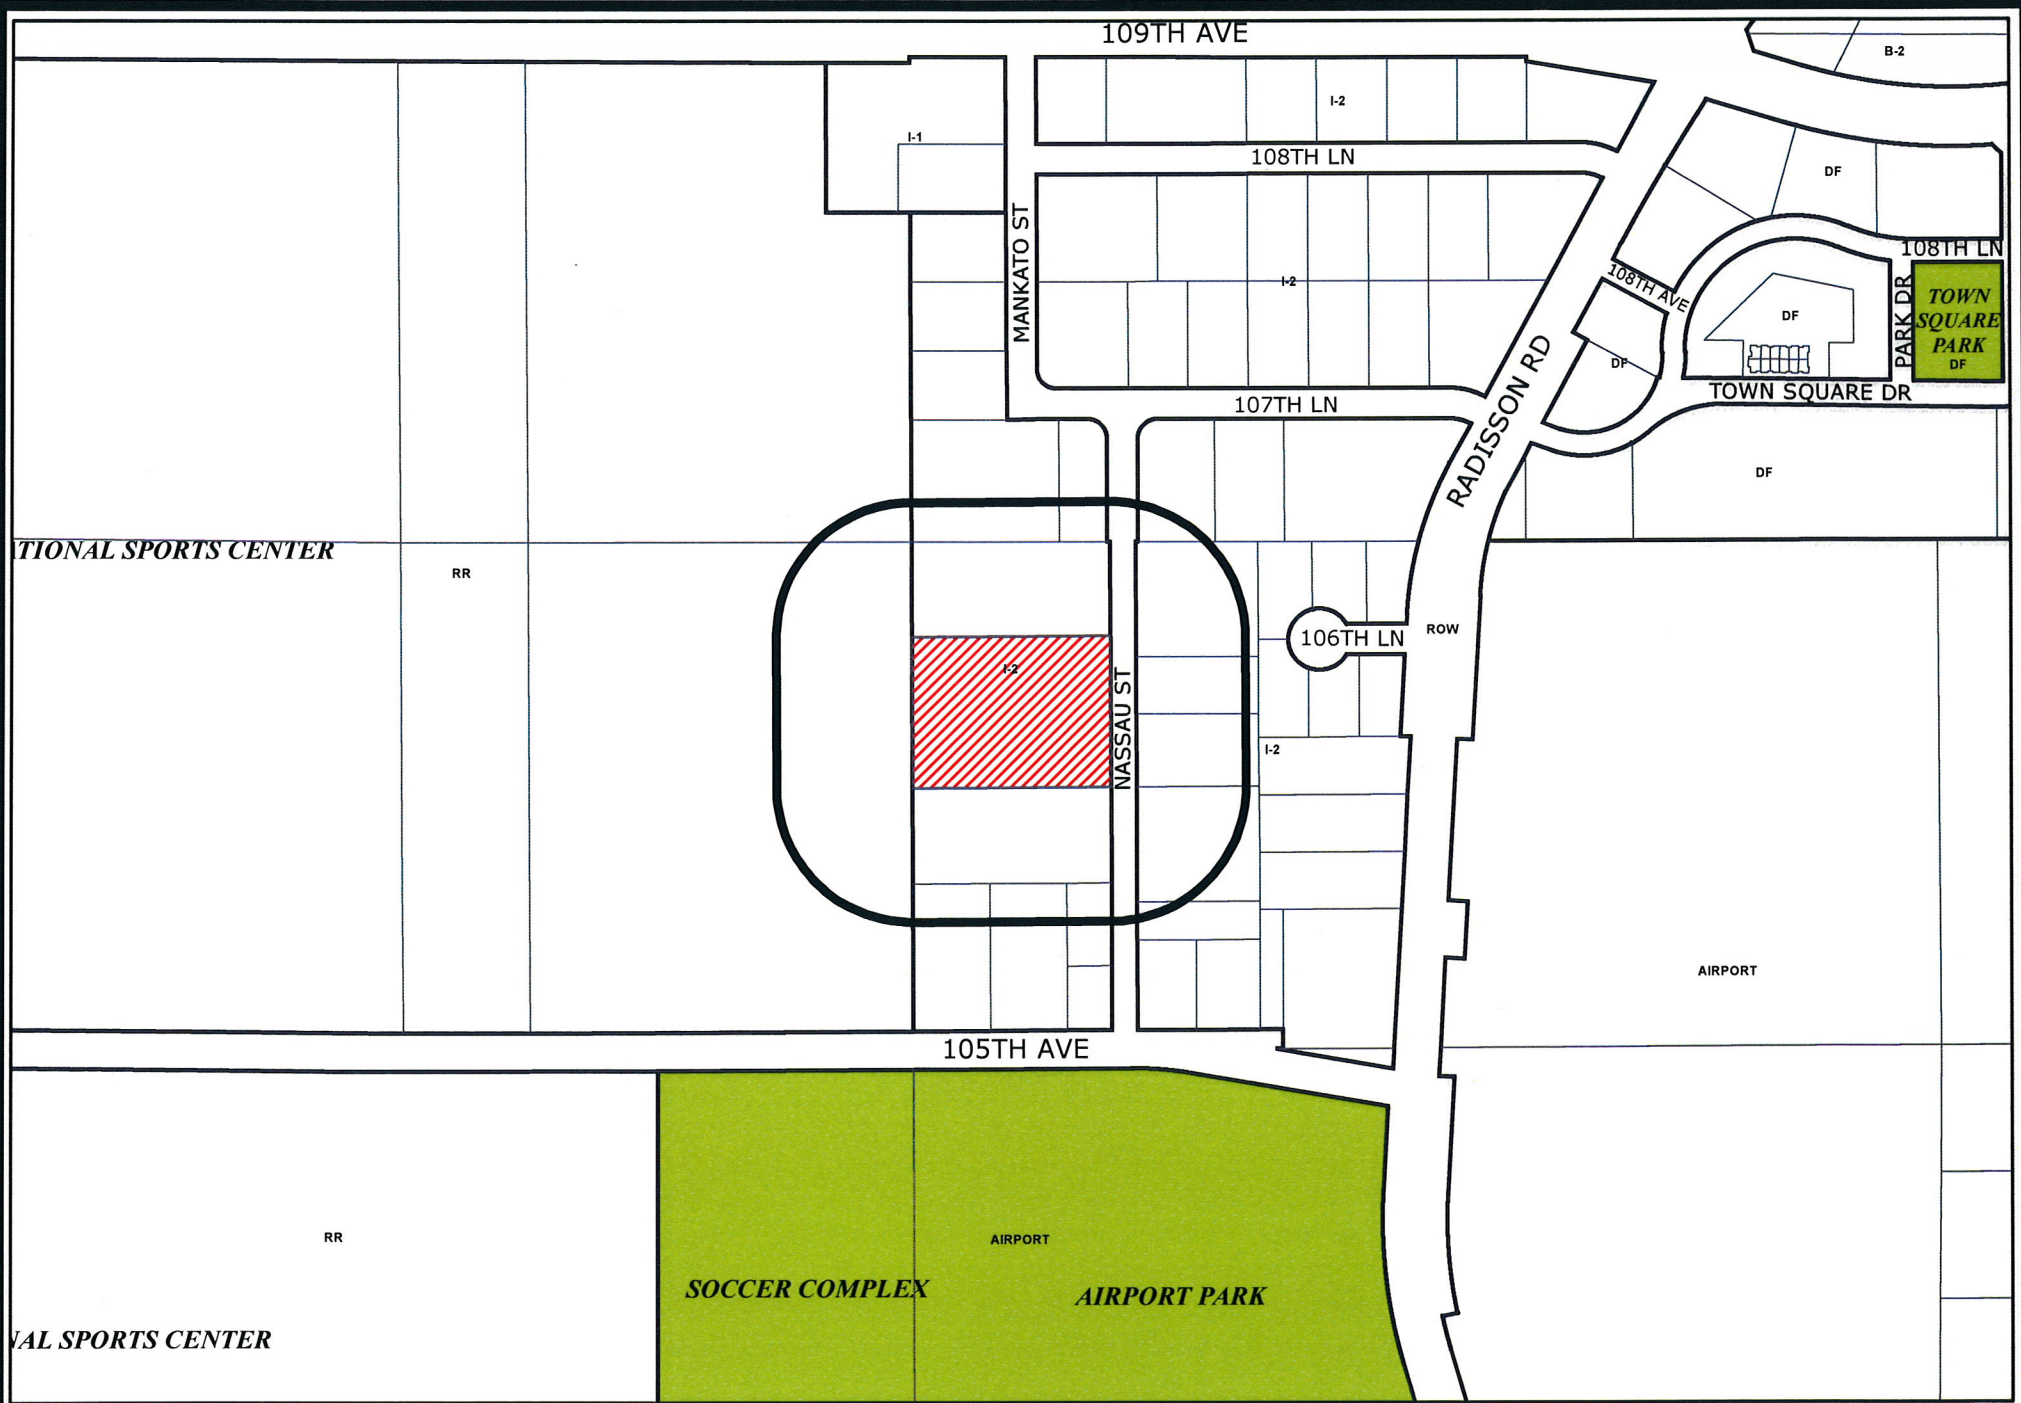 109TH AVE
B-2
I-2
I-1
108TH LN
DF
MANKATO ST
108TH LN
108TH AVE
I-2
PARK DR
TOWN
SQUARE
PARK
DF
DF
DF
RADISSON RD
TOWN SQUARE DR
107TH LN
DF
TIONAL SPORTS CENTER
RR
ROW
106TH LN
I-2
NASSAU ST
I-2
AIRPORT
105TH AVE
RR
AIRPORT
SOCCER COMPLEX
AIRPORT PARK
NAL SPORTS CENTER